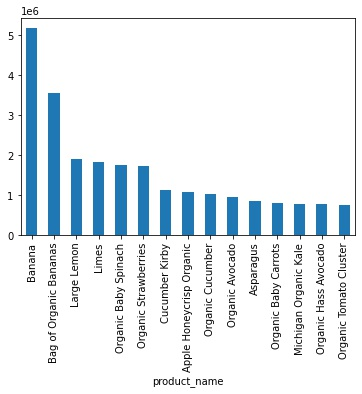 1e6
5
4
3
2
1
0
Banana
Bag of Organic Bananas
Large Lemon
Limes
Organic Baby Spinach
Organic Strawberries
Cucumber Kirby
Apple Honeycrisp Organic
Organic Cucumber
Organic Avocado
Asparagus
Organic Baby Carrots
Michigan Organic Kale
Organic Hass Avocado
Organic Tomato Cluster
product_name